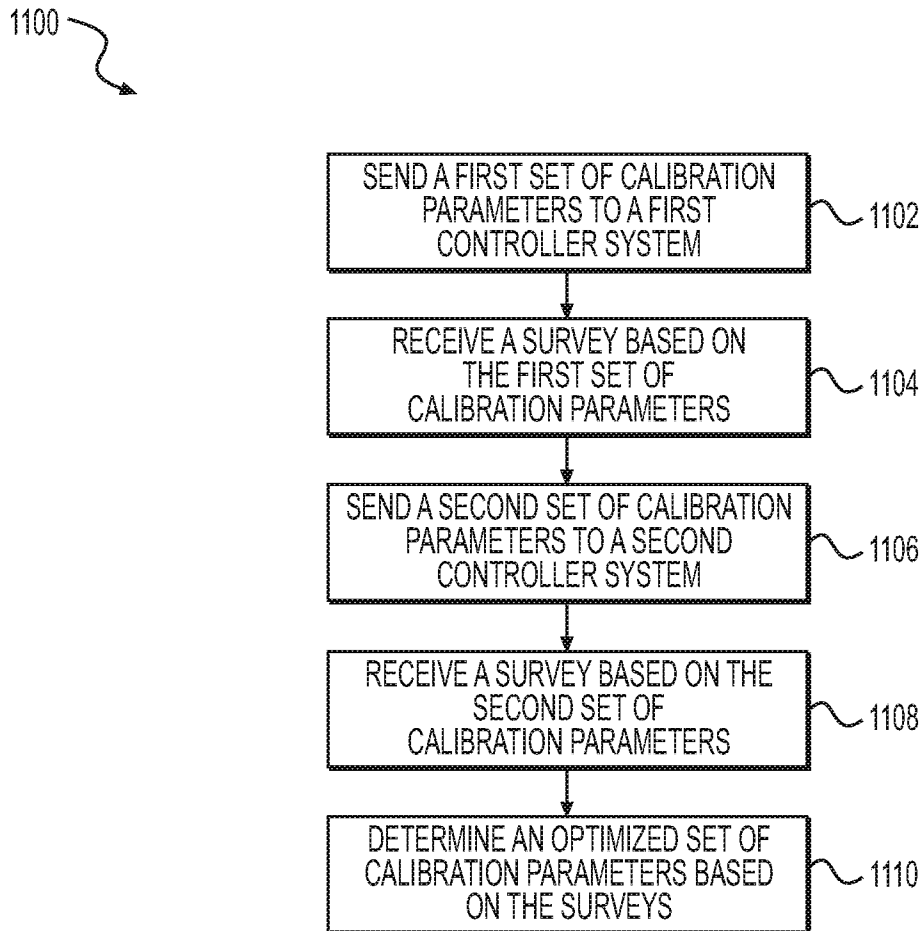 1100
SEND A FIRST SET OF CALIBRATION
PARAMETERS TO A FIRST
CONTROLLER SYSTEM
1102
RECEIVE A SURVEY BASED ON
THE FIRST SET OF
CALIBRATION PARAMETERS
1104
SEND A SECOND SET OF CALIBRATION
PARAMETERS TO A SECOND
CONTROLLER SYSTEM
1106
RECEIVE A SURVEY BASED ON THE
SECOND SET OF
CALIBRATION PARAMETERS
1108
DETERMINE AN OPTIMIZED SET OF
CALIBRATION PARAMETERS BASED
ON THE SURVEYS
1110